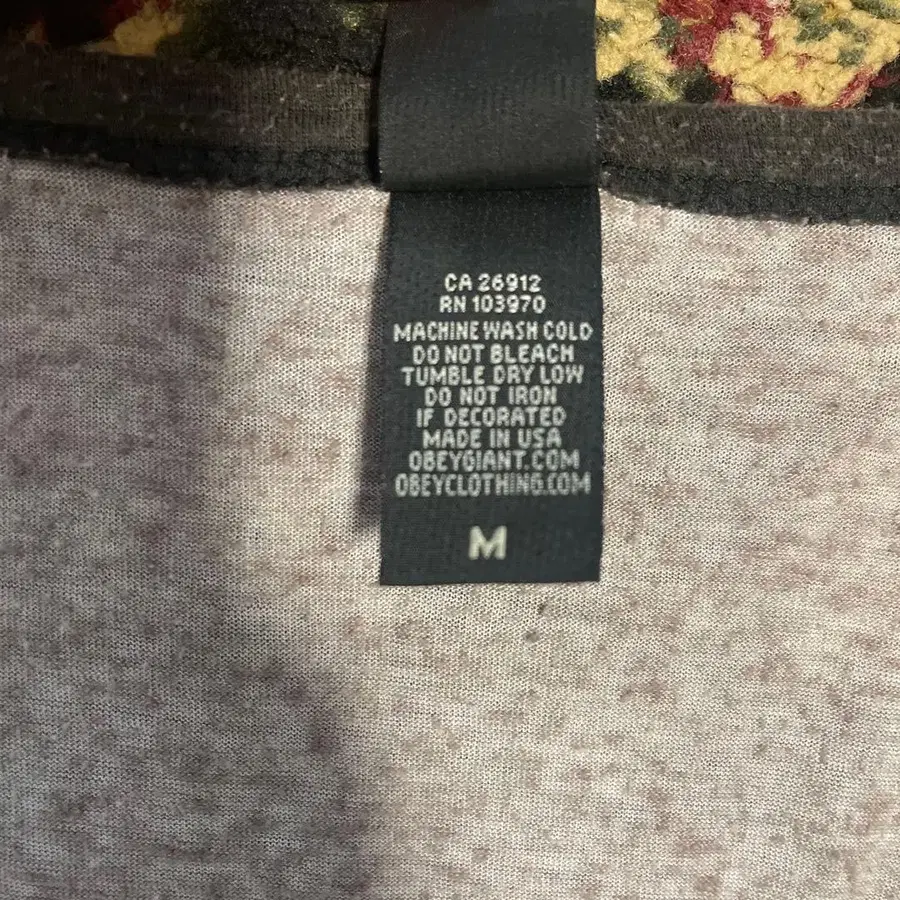 CA 26912
RN 103970
MACHINE WASH COLD
DO NOT BLEACH
TUMBLE DRY LOW
DO NOT IRON
IF DECORATED
MADE IN USA
OBEYGIANT.COM
OBEYCLOTHING.COM
M